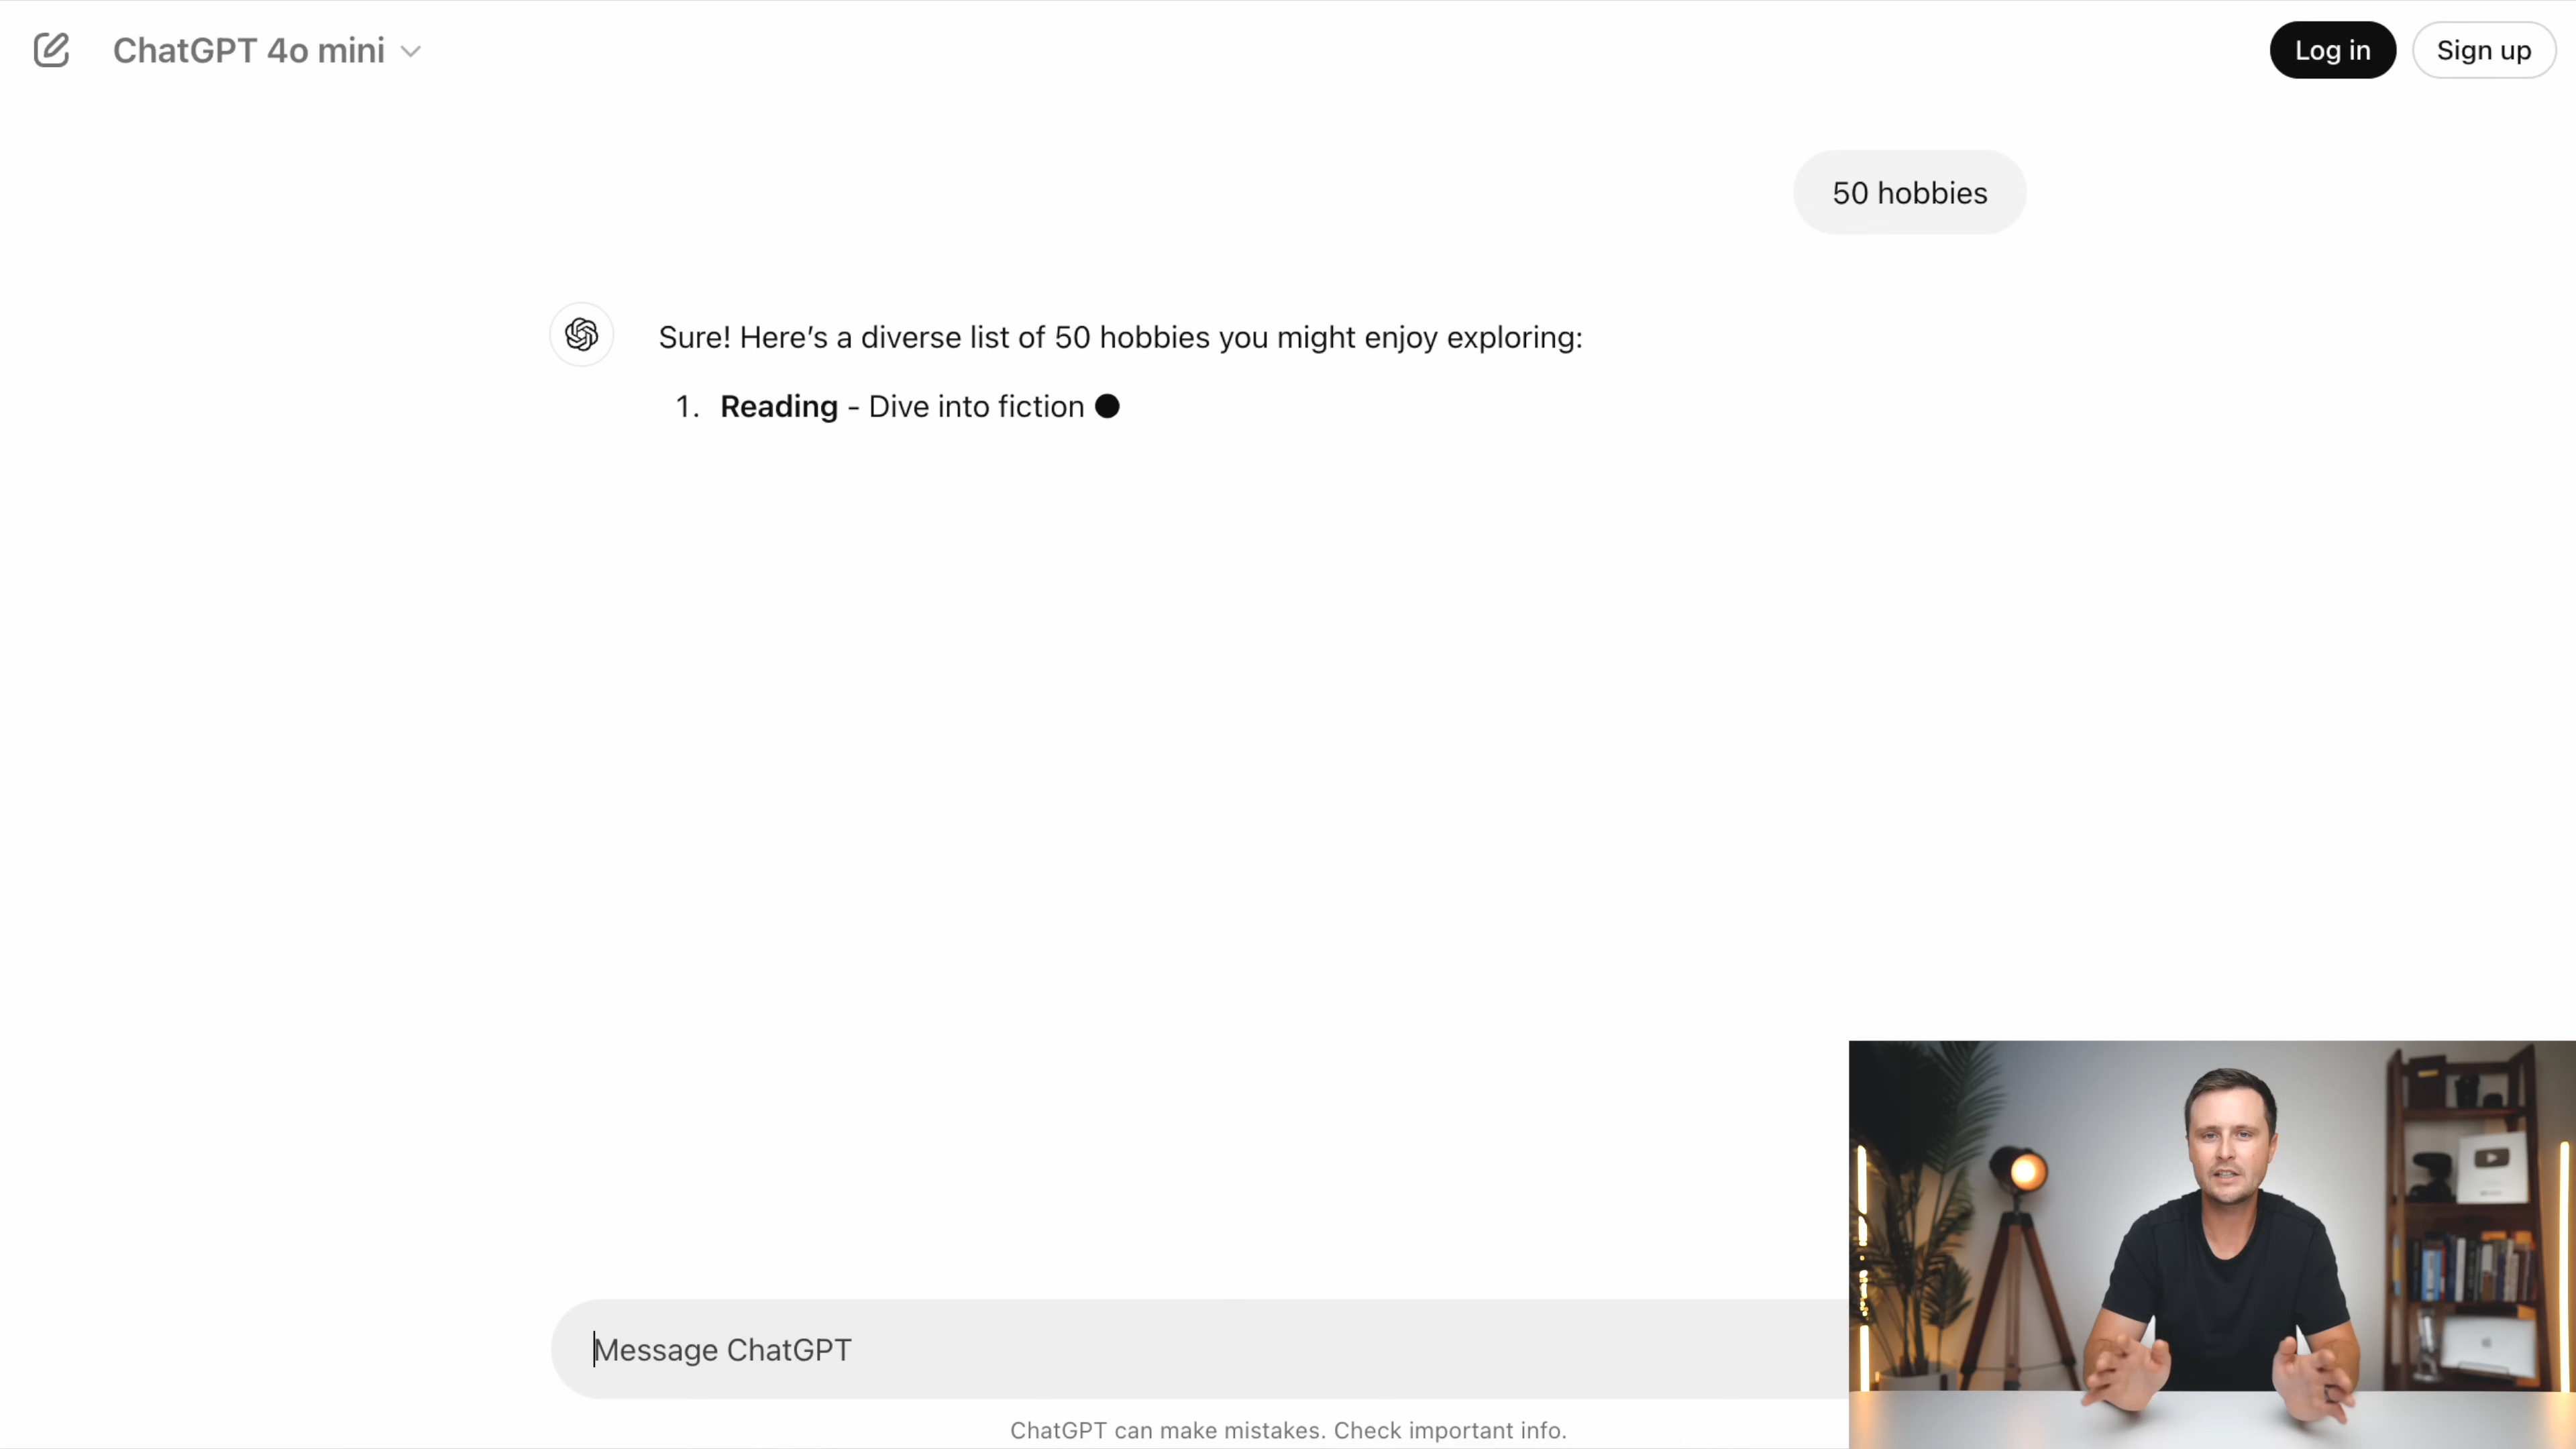 ChatGPT 4o mini
Log in
Sign up
50 hobbies
Sure! Here’s a diverse list of 50 hobbies you might enjoy exploring:
1. Reading - Dive into fiction
Message ChatGPT
ChatGPT can make mistakes. Check important info.